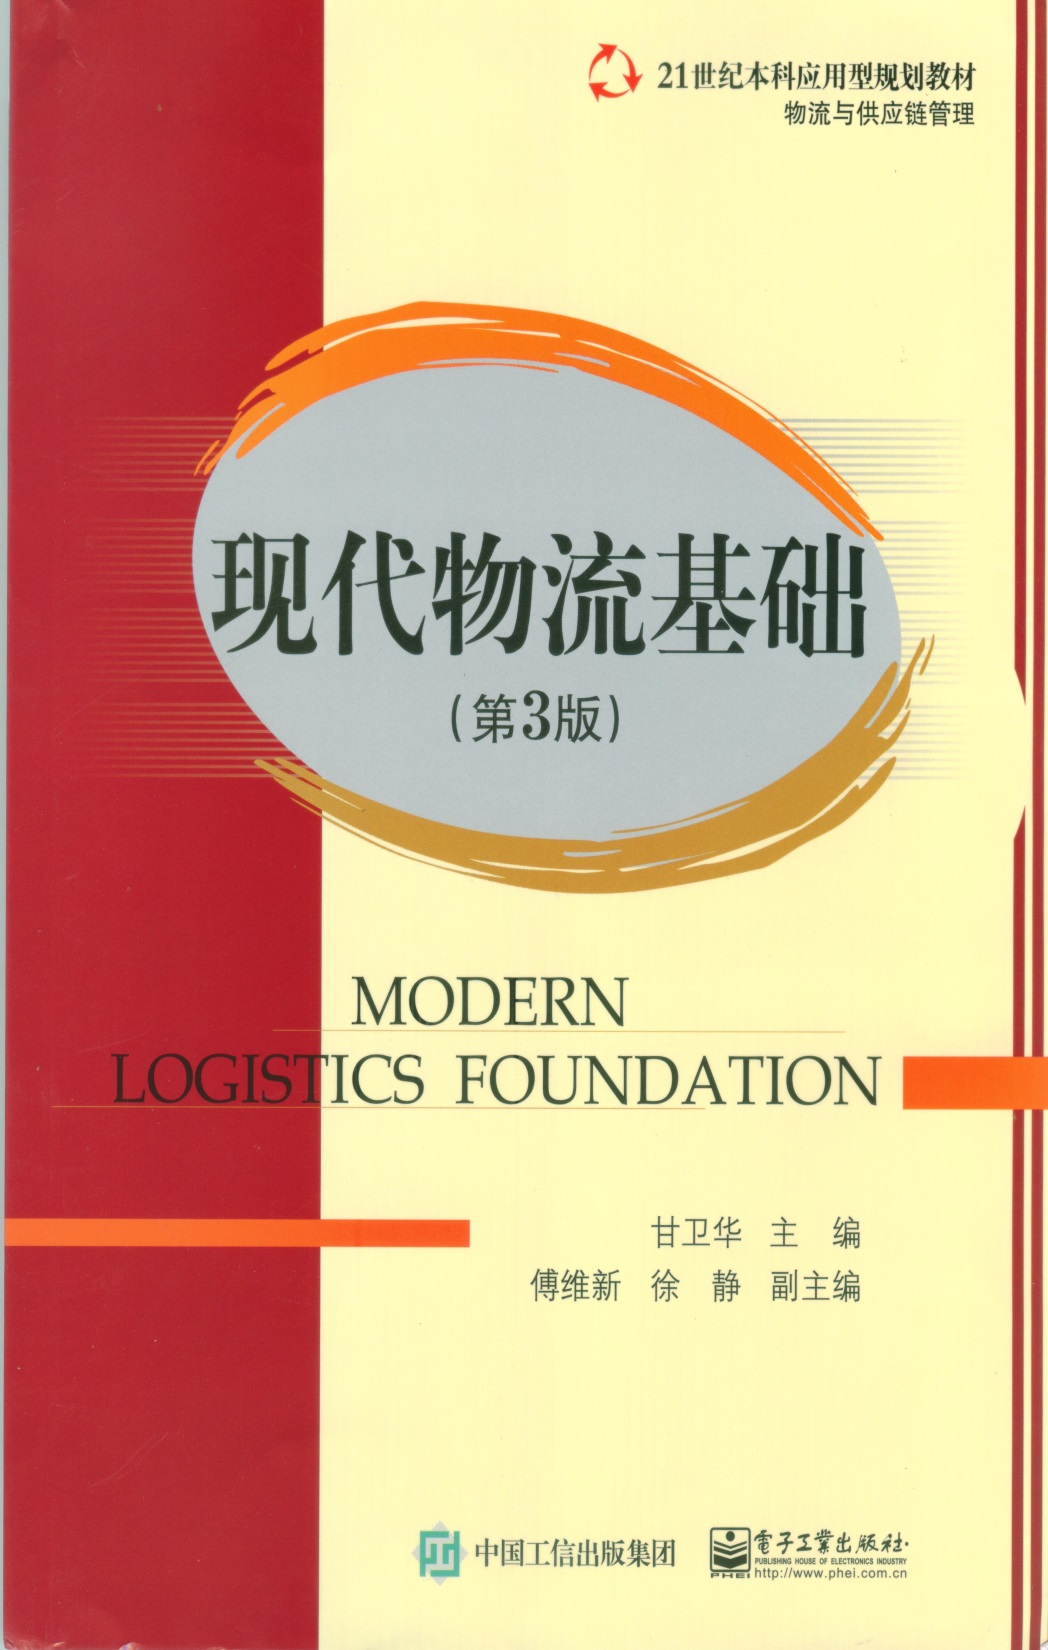 21世纪本科应用型规划教材
物流与供应链管理
现代物流基础
(第3版)
MODERN
LOGISTICS FOUNDATION
甘卫华 主 编
傅维新 徐 静 副主编
中国工信出版集团
電子工業出版社·
PUBLISHING HOUSE OF ELECTRONICS INDUSTRY
PHEI http://www.phei.com.cn